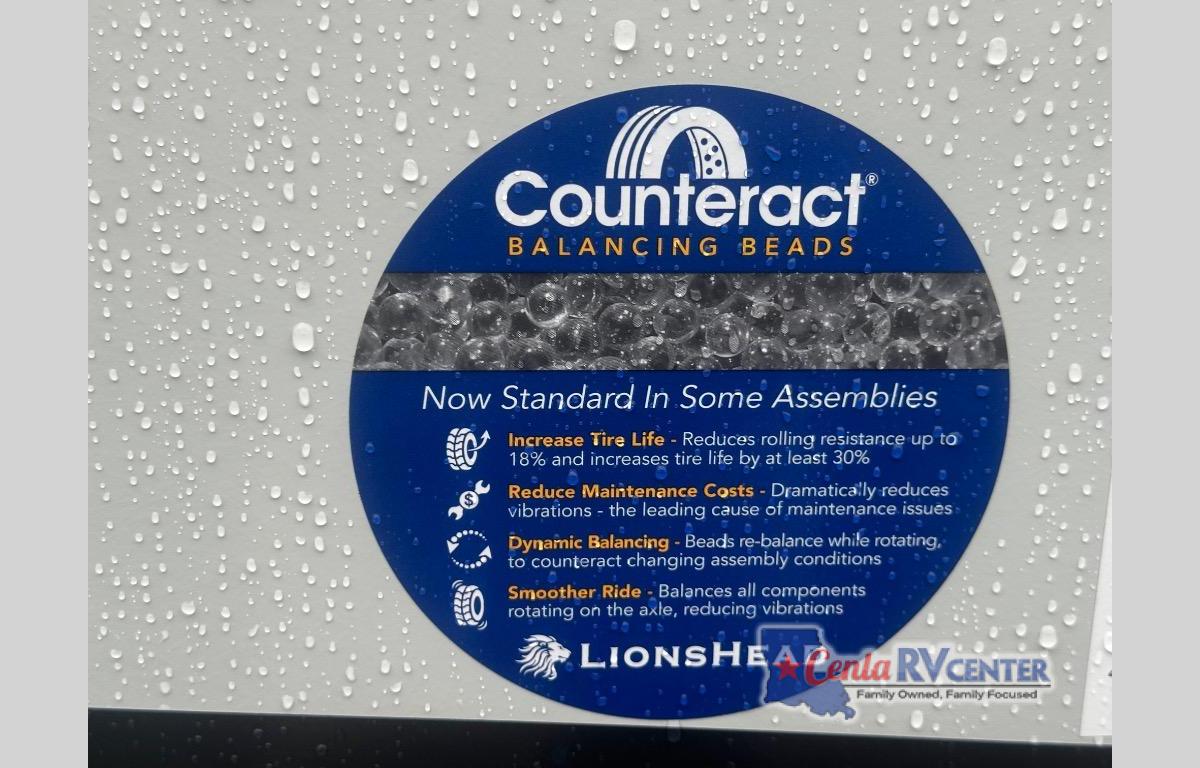 Counteract®
BALANCING BEADS
Now Standard In Some Assemblies
Increase Tire Life - Reduces rolling resistance up to
18% and increases tire life by at least 30%
Reduce Maintenance Costs - Dramatically reduces
vibrations - the leading cause of maintenance issues
Dynamic Balancing - Beads re-balance while rotating,
to counteract changing assembly conditions
Smoother Ride - Balances all components
rotating on the axle, reducing vibrations
LIONSHEAD
Cenla RV CENTER
Family Owned, Family Focused